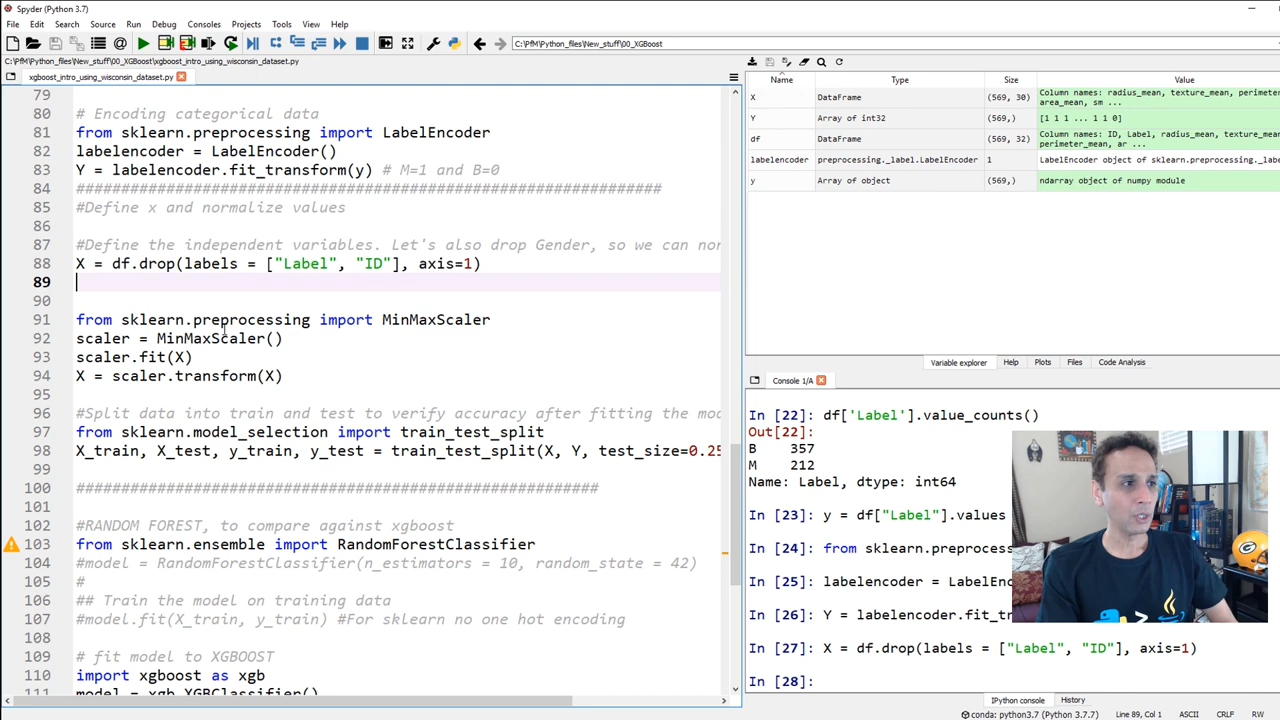 Spyder (Python 3.7)
File Edit Search Source Run Debug Consoles Projects Tools View Help
C:\PfM\Python_files\New_stuff\00_XGBoost
C:\PfM\Python_files\New_stuff\00_XGBoost\xgboost_intro_using_wisconsin_dataset.py
xgboost_intro_using_wisconsin_dataset.py
79
80 # Encoding categorical data
81 from sklearn.preprocessing import LabelEncoder
82 labelencoder = LabelEncoder()
83 Y = labelencoder.fit_transform(y) # M=1 and B=0
84 #################################################################
85 #Define x and normalize values
86
87 #Define the independent variables. Let's also drop Gender, so we can nor
88 X = df.drop(labels = ["Label", "ID"], axis=1)
89
90
91 from sklearn.preprocessing import MinMaxScaler
92 scaler = MinMaxScaler()
93 scaler.fit(X)
94 X = scaler.transform(X)
95
96 #Split data into train and test to verify accuracy after fitting the mod
97 from sklearn.model_selection import train_test_split
98 X_train, X_test, y_train, y_test = train_test_split(X, Y, test_size=0.25
99
100 ##########################################################
101
102 #RANDOM FOREST, to compare against xgboost
103 from sklearn.ensemble import RandomForestClassifier
104 #model = RandomForestClassifier(n_estimators = 10, random_state = 42)
105 #
106 ## Train the model on training data
107 #model.fit(X_train, y_train) #For sklearn no one hot encoding
108
109 # fit model to XGBOOST
110 import xgboost as xgb
111 model = xgb.XGBClassifier()
Name Type Size Value
X DataFrame (569, 30) Column names: radius_mean, texture_mean, perimeter
area_mean, sm ...
Y Array of int32 (569,) [1 1 1 ... 1 1 0]
df DataFrame (569, 32) Column names: ID, Label, radius_mean, texture_mean,
perimeter_mean, ar ...
labelencoder preprocessing._label.LabelEncoder 1 LabelEncoder object of sklearn.preprocessing._labe
y Array of object (569,) ndarray object of numpy module
Variable explorer Help Plots Files Code Analysis
Console 1/A
In [22]: df['Label'].value_counts()
Out[22]:
B 357
M 212
Name: Label, dtype: int64
In [23]: y = df["Label"].values
In [24]: from sklearn.preprocess
In [25]: labelencoder = LabelEnc
In [26]: Y = labelencoder.fit_tr
In [27]: X = df.drop(labels = ["Label", "ID"], axis=1)
In [28]:
IPython console History
conda: python3.7 (Python 3.7.7) Line 89, Col 1 ASCII CRLF RW